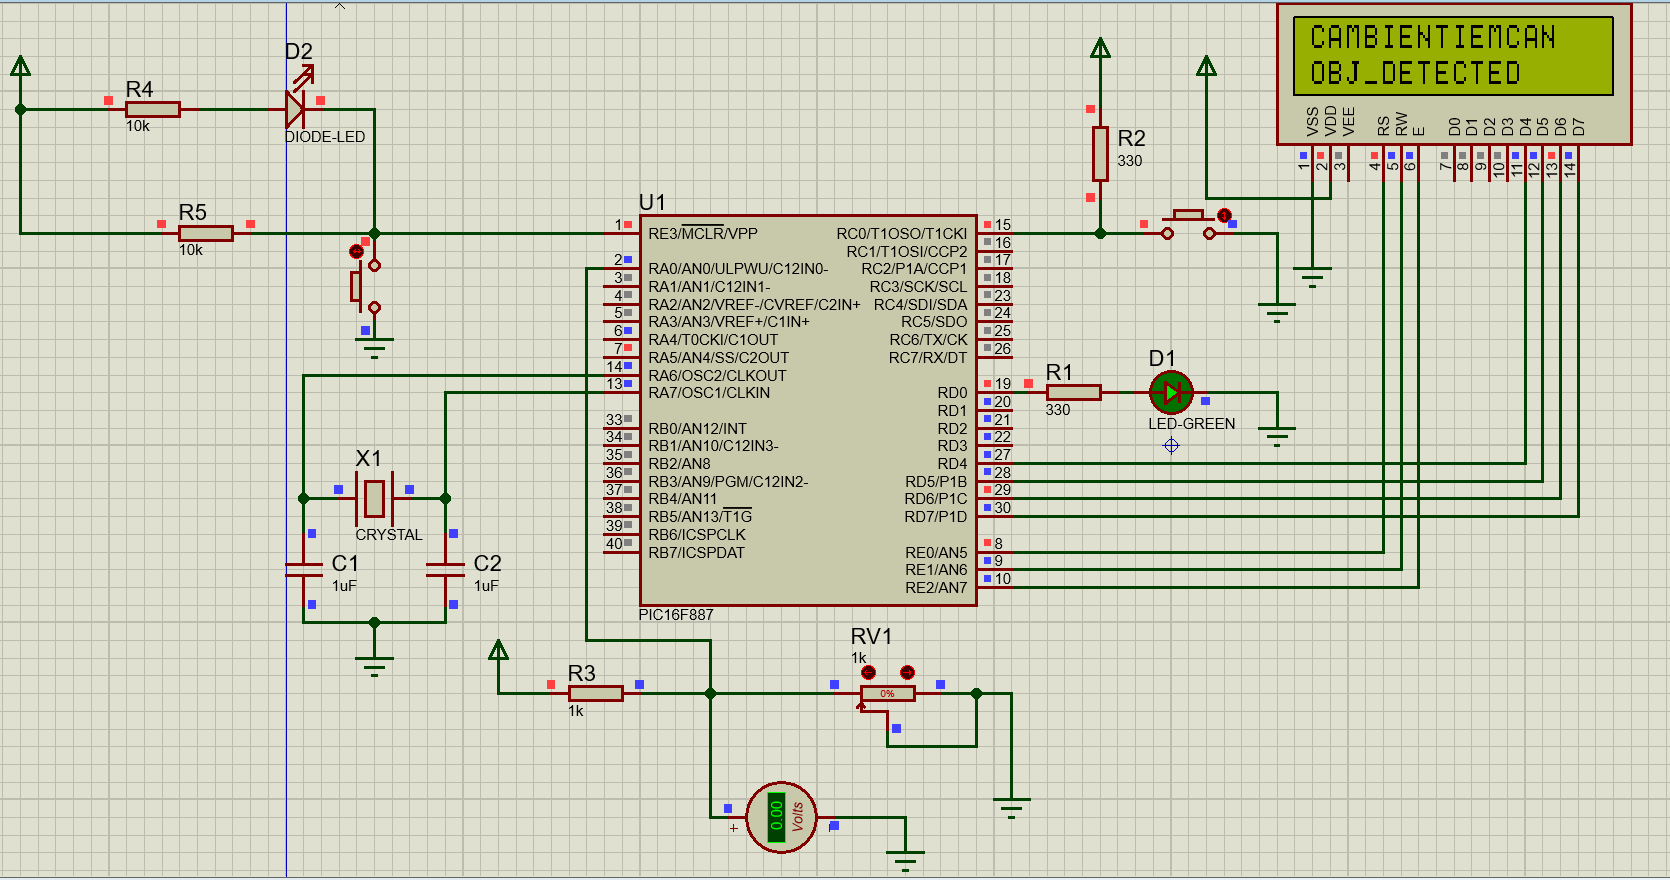 D2
R4
10k
DIODE-LED
R5
10k
CAMBIENTIEMCAN
OBJ_DETECTED
VSS
VDD
VEE
RS
RW
E
D0
D1
D2
D3
D4
D5
D6
D7
1
2
3
4
5
6
7
8
9
10
11
12
13
14
R2
330
U1
1 RE3/MCLR/VPP
2 RA0/AN0/ULPWU/C12IN0-
3 RA1/AN1/C12IN1-
4 RA2/AN2/VREF-/CVREF/C2IN+
5 RA3/AN3/VREF+/C1IN+
6 RA4/T0CKI/C1OUT
7 RA5/AN4/SS/C2OUT
14 RA6/OSC2/CLKOUT
13 RA7/OSC1/CLKIN
33 RB0/AN12/INT
34 RB1/AN10/C12IN3-
35 RB2/AN8
36 RB3/AN9/PGM/C12IN2-
37 RB4/AN11
38 RB5/AN13/T1G
39 RB6/ICSPCLK
40 RB7/ICSPDAT
RC0/T1OSO/T1CKI 15
RC1/T1OSI/CCP2 16
RC2/P1A/CCP1 17
RC3/SCK/SCL 18
RC4/SDI/SDA 23
RC5/SDO 24
RC6/TX/CK 25
RC7/RX/DT 26
RD0 19
RD1 20
RD2 21
RD3 22
RD4 27
RD5/P1B 28
RD6/P1C 29
RD7/P1D 30
RE0/AN5 8
RE1/AN6 9
RE2/AN7 10
PIC16F887
R1
330
D1
LED-GREEN
X1
CRYSTAL
C1
1uF
C2
1uF
R3
1k
RV1
1k
0%
0.00
Volts
+